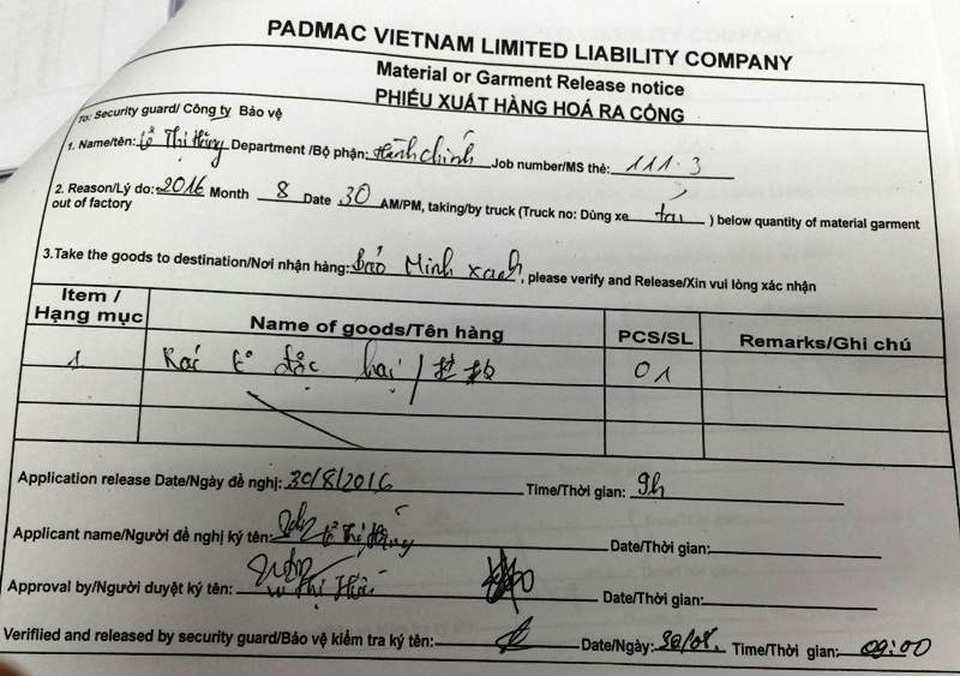 PADMAC VIETNAM LIMITED LIABILITY COMPANY
Material or Garment Release notice
PHIẾU XUẤT HÀNG HOÁ RA CÔNG
To: Security guard/ Công ty Bảo vệ
1. Name/tên: Thị Hằng Department /Bộ phận: Hành chính Job number/MS thẻ: 111.3
2. Reason/Lý do: 2016 Month 8 Date 30 AM/PM, taking/by truck (Truck no: Dùng xe tải ) below quantity of material garment
out of factory
3.Take the goods to destination/Nơi nhận hàng: Bảo Minh xanh, please verify and Release/Xin vui lòng xác nhận
Item / Hạng mục Name of goods/Tên hàng PCS/SL Remarks/Ghi chú
1 Rác độc hại / 01
Application release Date/Ngày đề nghị: 30/8/2016 Time/Thời gian: 9h
Applicant name/Người đề nghị ký tên: Thị Hằng Date/Thời gian:
Approval by/Người duyệt ký tên: Thị Date/Thời gian:
Verifiied and released by security guard/Bảo vệ kiểm tra ký tên: Date/Ngày: 30/08. Time/Thời gian: 09:00